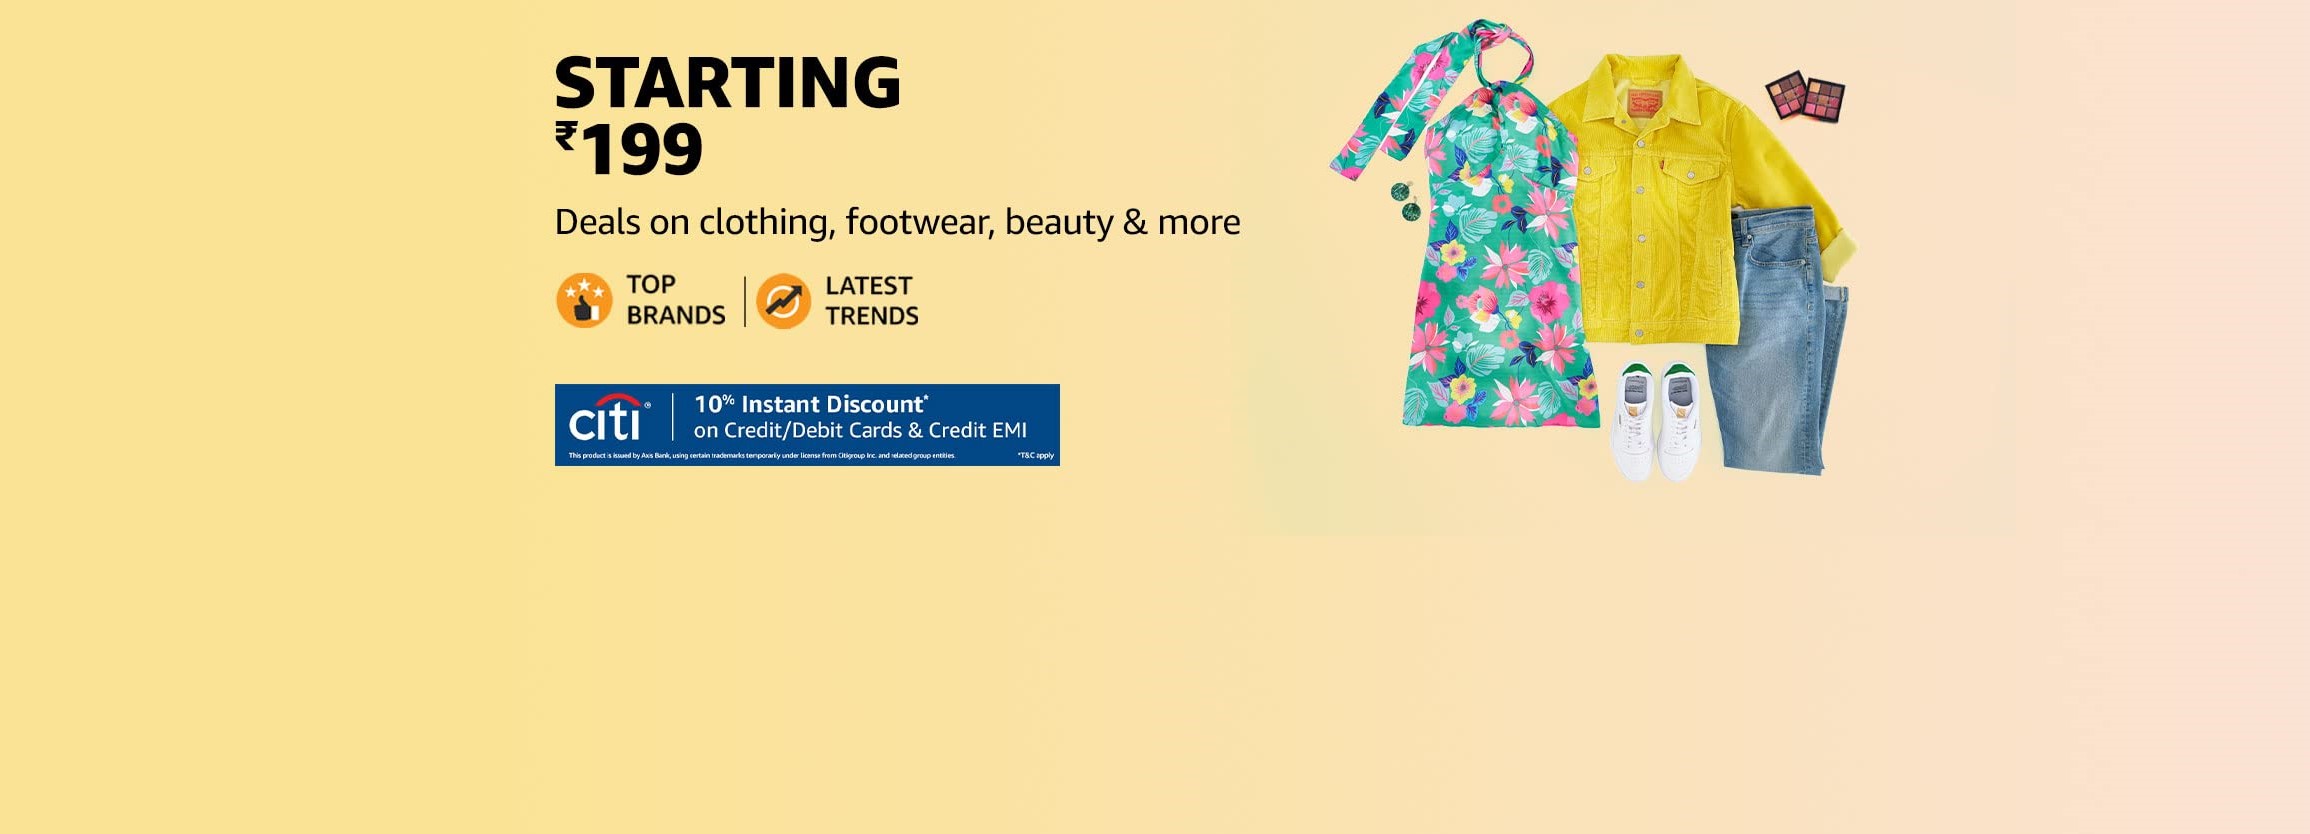 STARTING
₹199
Deals on clothing, footwear, beauty & more
TOP
BRANDS
LATEST
TRENDS
citi®
10% Instant Discount*
on Credit/Debit Cards & Credit EMI
This product is issued by Axis Bank, using certain trademarks temporarily under license from Citigroup Inc. and related group entities.
*T&C apply